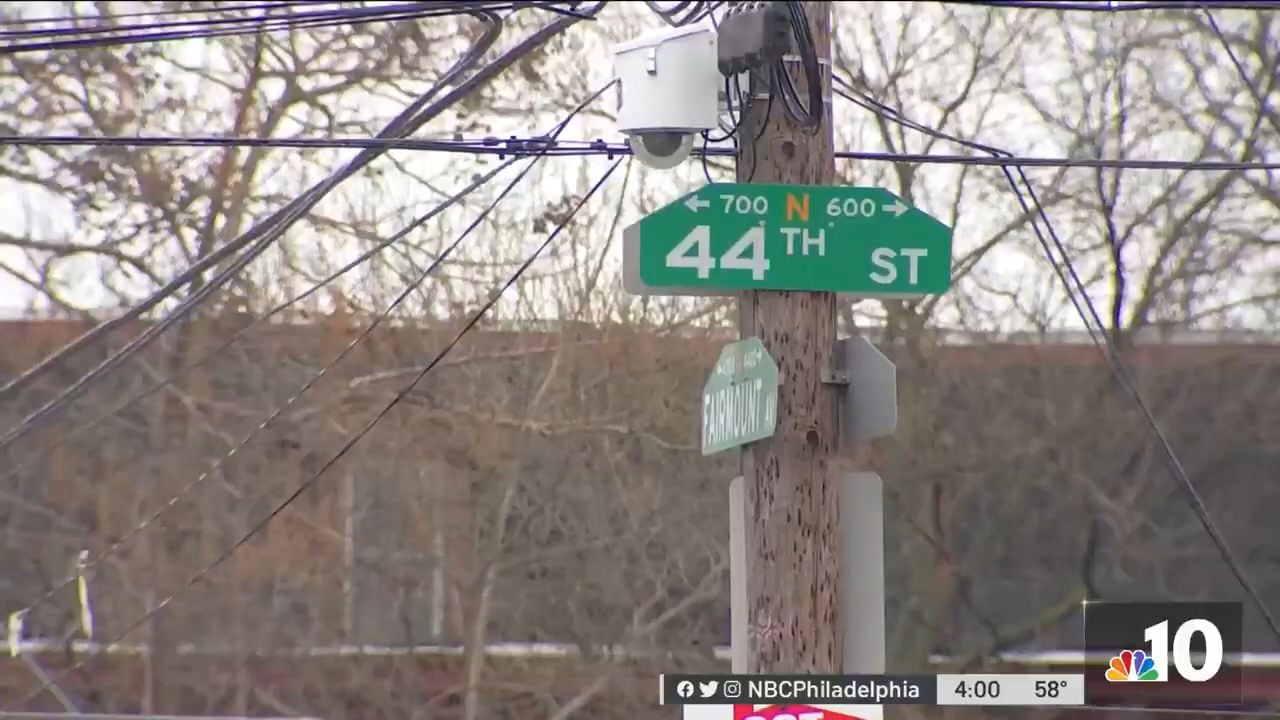 ← 700 N 600 →
44TH ST
FAIRMOUNT AV
10
NBCPhiladelphia 4:00 58°